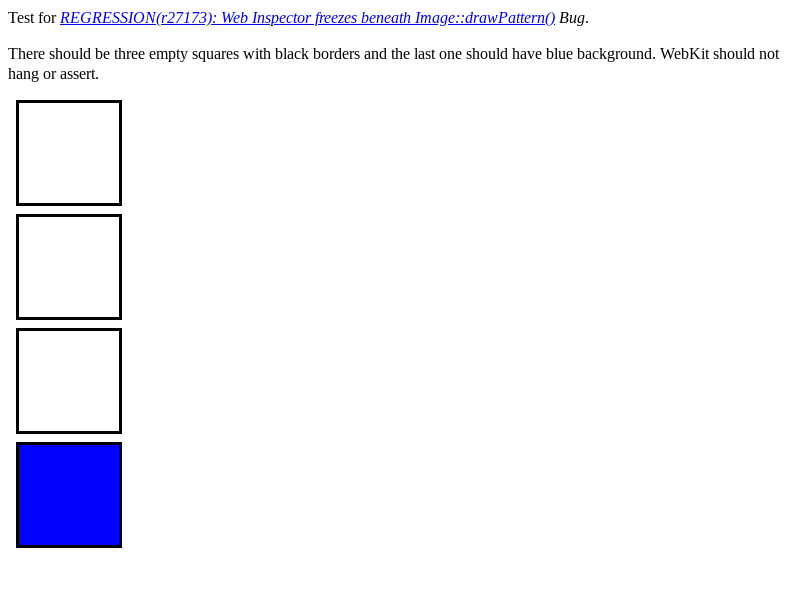 Test for REGRESSION(r27173): Web Inspector freezes beneath Image::drawPattern() Bug.
There should be three empty squares with black borders and the last one should have blue background. WebKit should not
hang or assert.